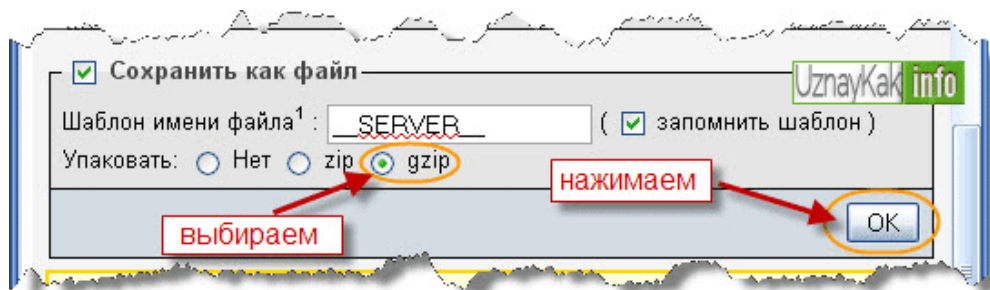 Сохранить как файл
UznayKak info
Шаблон имени файла1 : __SERVER__ ( запомнить шаблон )
Упаковать: Нет zip gzip
нажимаем
выбираем
OK